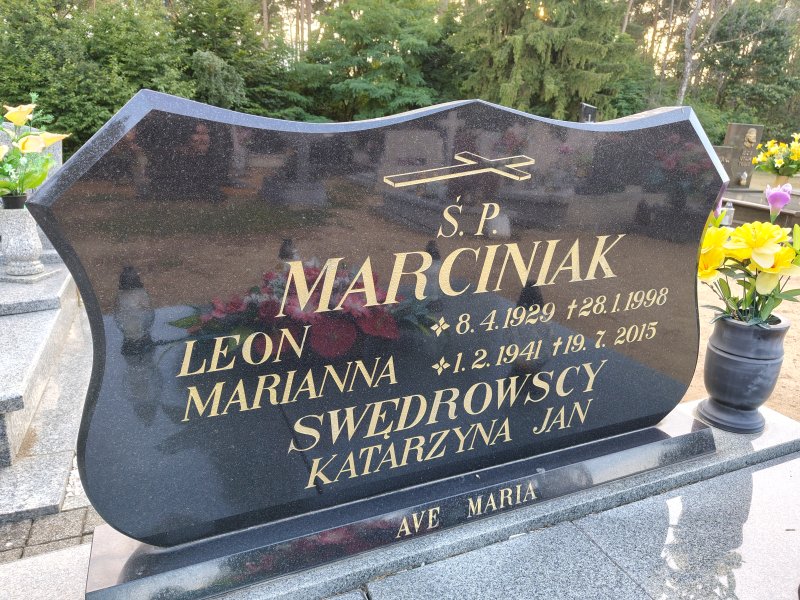 Ś. P.
MARCINIAK
LEON ✥ 8. 4. 1929 † 28. 1. 1998
MARIANNA ✥ 1. 2. 1941 † 19. 7. 2015
SWĘDROWSCY
KATARZYNA JAN
AVE MARIA